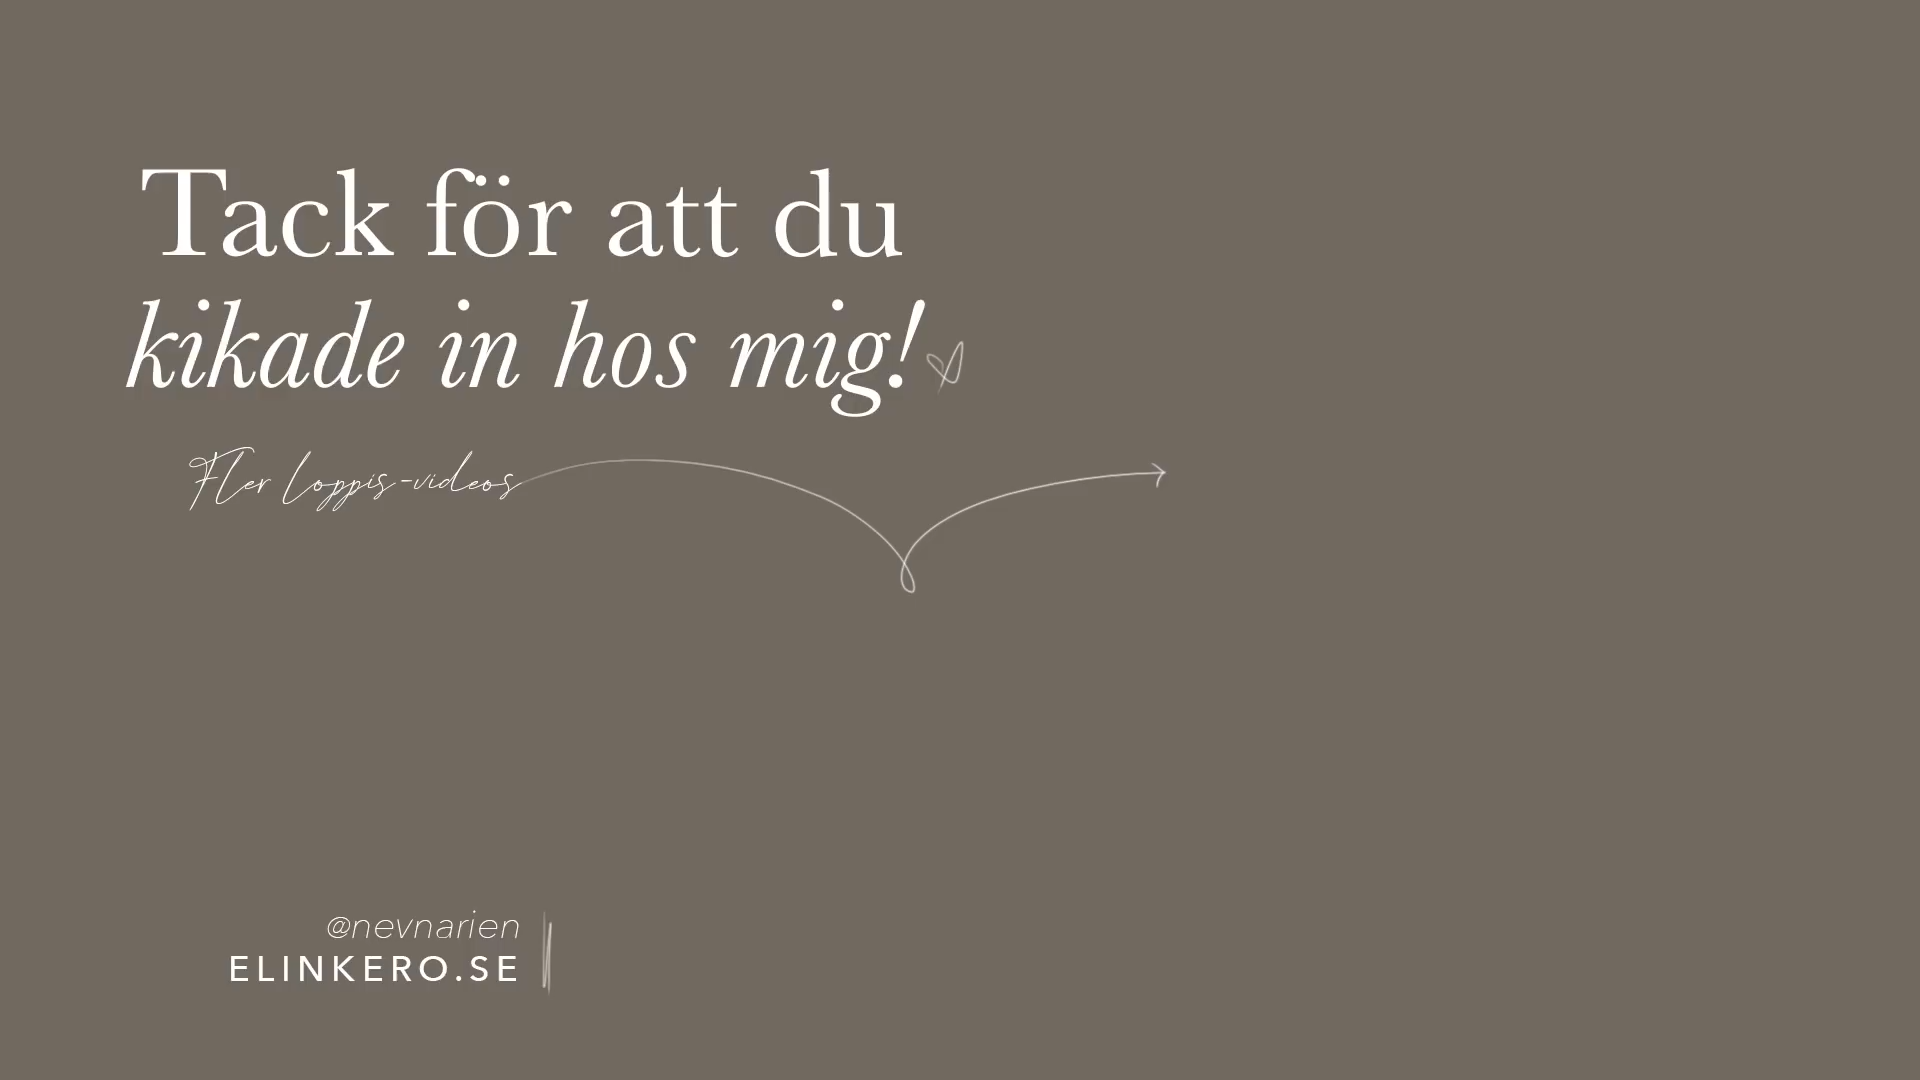 Tack för att du
kikade in hos mig!
Fler loppis-videos
@nevnarien
ELINKERO.SE